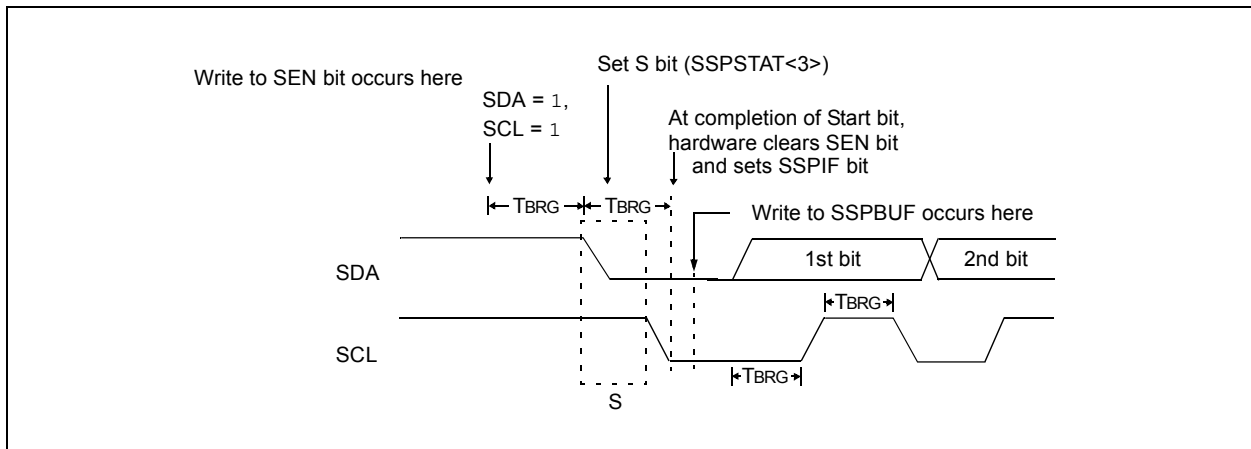 Write to SEN bit occurs here
Set S bit (SSPSTAT<3>)
SDA = 1,
SCL = 1
At completion of Start bit,
hardware clears SEN bit
and sets SSPIF bit
TBRG
TBRG
Write to SSPBUF occurs here
SDA
1st bit
2nd bit
TBRG
SCL
TBRG
S